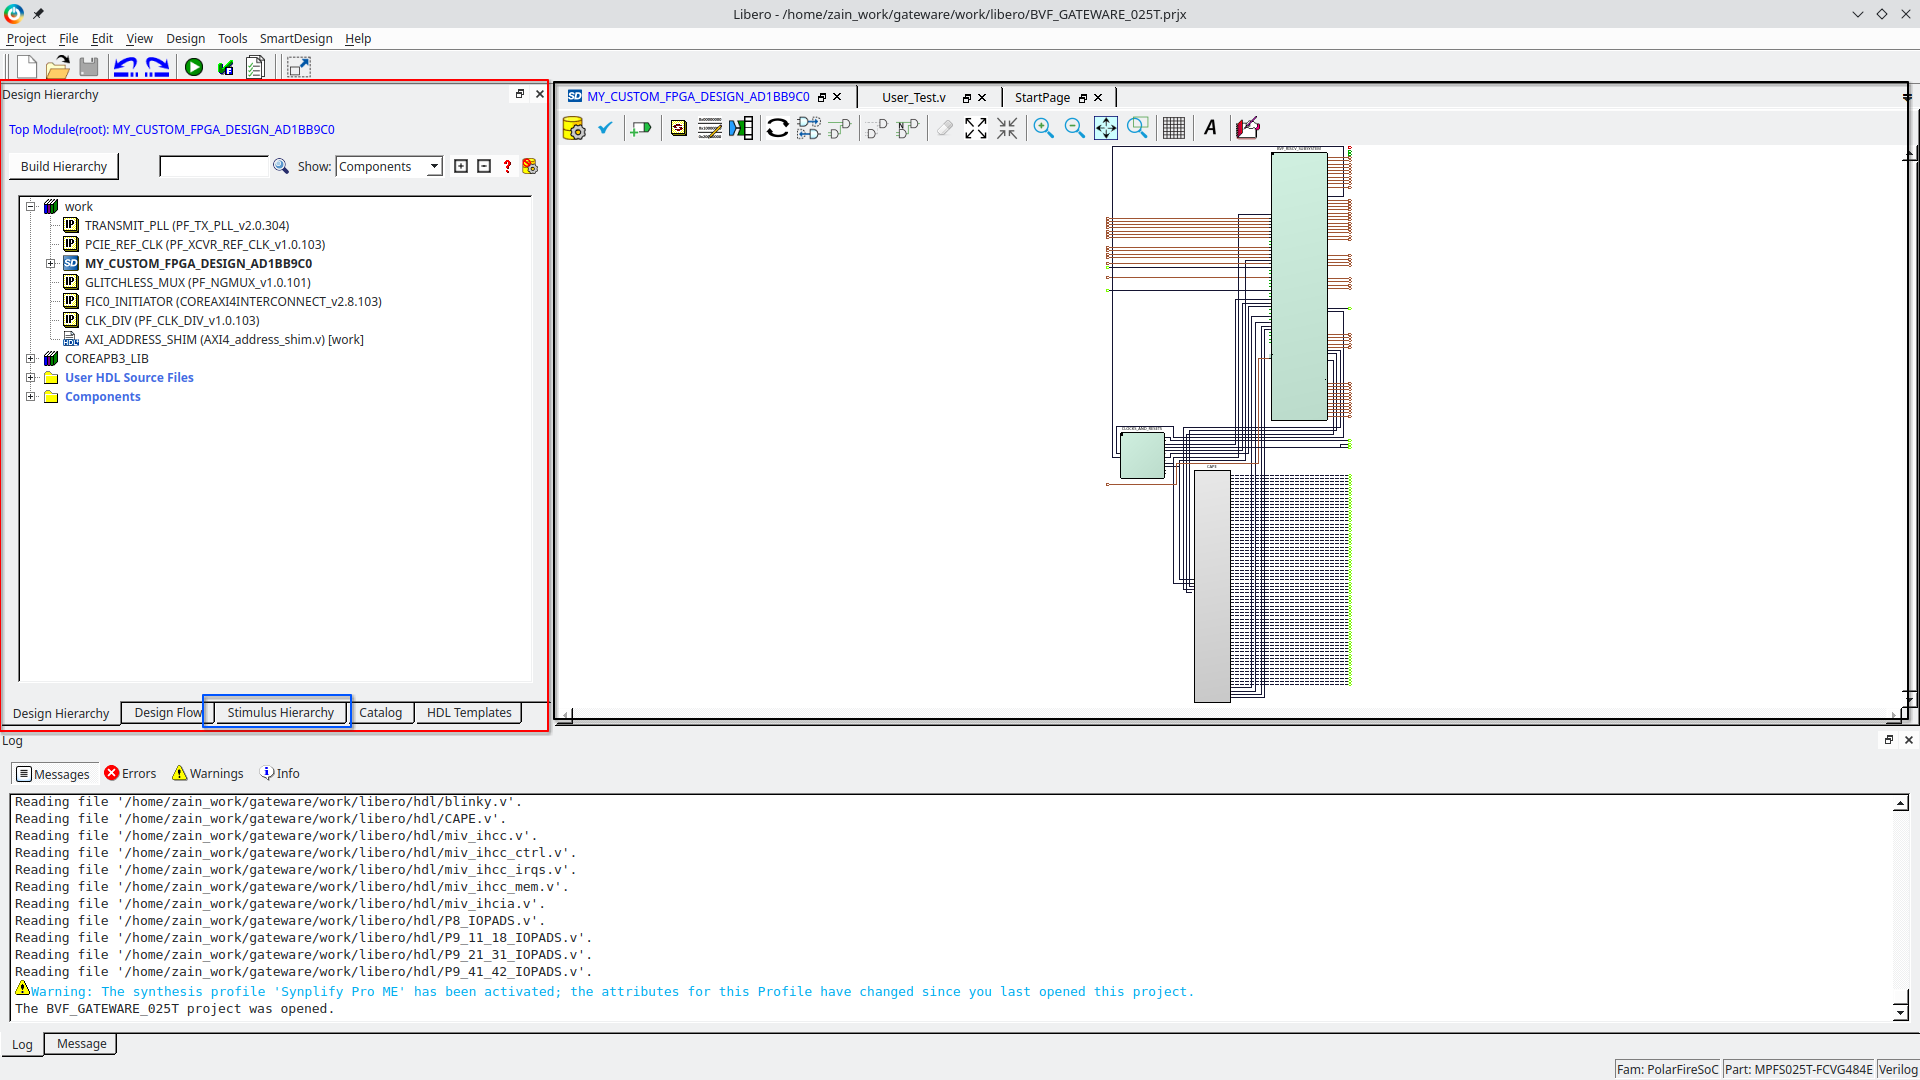 Libero - /home/zain_work/gateware/work/libero/BVF_GATEWARE_025T.prjx
Project File Edit View Design Tools SmartDesign Help
Design Hierarchy
Top Module(root): MY_CUSTOM_FPGA_DESIGN_AD1BB9C0
Build Hierarchy Show: Components
work
TRANSMIT_PLL (PF_TX_PLL_v2.0.304)
PCIE_REF_CLK (PF_XCVR_REF_CLK_v1.0.103)
MY_CUSTOM_FPGA_DESIGN_AD1BB9C0
GLITCHLESS_MUX (PF_NGMUX_v1.0.101)
FIC0_INITIATOR (COREAXI4INTERCONNECT_v2.8.103)
CLK_DIV (PF_CLK_DIV_v1.0.103)
AXI_ADDRESS_SHIM (AXI4_address_shim.v) [work]
COREAPB3_LIB
User HDL Source Files
Components
Design Hierarchy Design Flow Stimulus Hierarchy Catalog HDL Templates
MY_CUSTOM_FPGA_DESIGN_AD1BB9C0 User_Test.v StartPage
BVF_RISCV_SUBSYSTEM
CLOCKS_AND_RESETS
CAPE
Log
Messages Errors Warnings Info
Reading file '/home/zain_work/gateware/work/libero/hdl/blinky.v'.
Reading file '/home/zain_work/gateware/work/libero/hdl/CAPE.v'.
Reading file '/home/zain_work/gateware/work/libero/hdl/miv_ihcc.v'.
Reading file '/home/zain_work/gateware/work/libero/hdl/miv_ihcc_ctrl.v'.
Reading file '/home/zain_work/gateware/work/libero/hdl/miv_ihcc_irqs.v'.
Reading file '/home/zain_work/gateware/work/libero/hdl/miv_ihcc_mem.v'.
Reading file '/home/zain_work/gateware/work/libero/hdl/miv_ihcia.v'.
Reading file '/home/zain_work/gateware/work/libero/hdl/P8_IOPADS.v'.
Reading file '/home/zain_work/gateware/work/libero/hdl/P9_11_18_IOPADS.v'.
Reading file '/home/zain_work/gateware/work/libero/hdl/P9_21_31_IOPADS.v'.
Reading file '/home/zain_work/gateware/work/libero/hdl/P9_41_42_IOPADS.v'.
Warning: The synthesis profile 'Synplify Pro ME' has been activated; the attributes for this Profile have changed since you last opened this project.
The BVF_GATEWARE_025T project was opened.
Log Message
Fam: PolarFireSoC Part: MPFS025T-FCVG484E Verilog